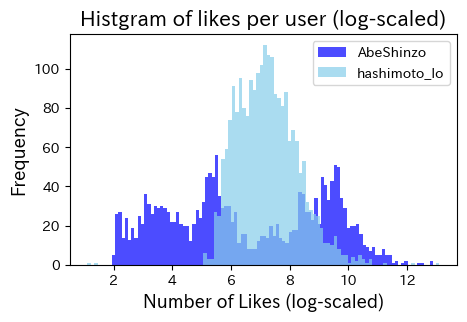 Histgram of likes per user (log-scaled)
AbeShinzo
hashimoto_lo
Frequency
100
80
60
40
20
0
2 4 6 8 10 12
Number of Likes (log-scaled)